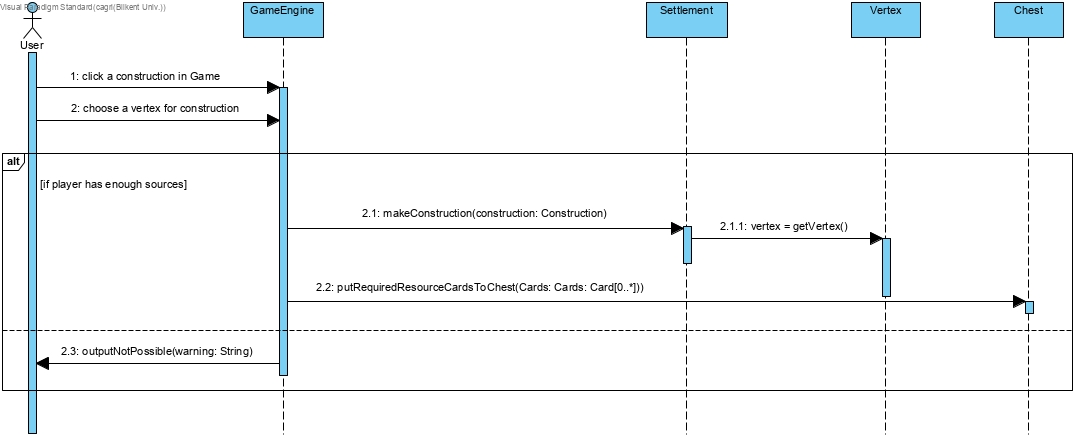 Visual Paradigm Standard(cagri(Bilkent Univ.))
GameEngine
Settlement
Vertex
Chest
User
1: click a construction in Game
2: choose a vertex for construction
alt
[if player has enough sources]
2.1: makeConstruction(construction: Construction)
2.1.1: vertex = getVertex()
2.2: putRequiredResourceCardsToChest(Cards: Cards: Card[0..*]))
2.3: outputNotPossible(warning: String)